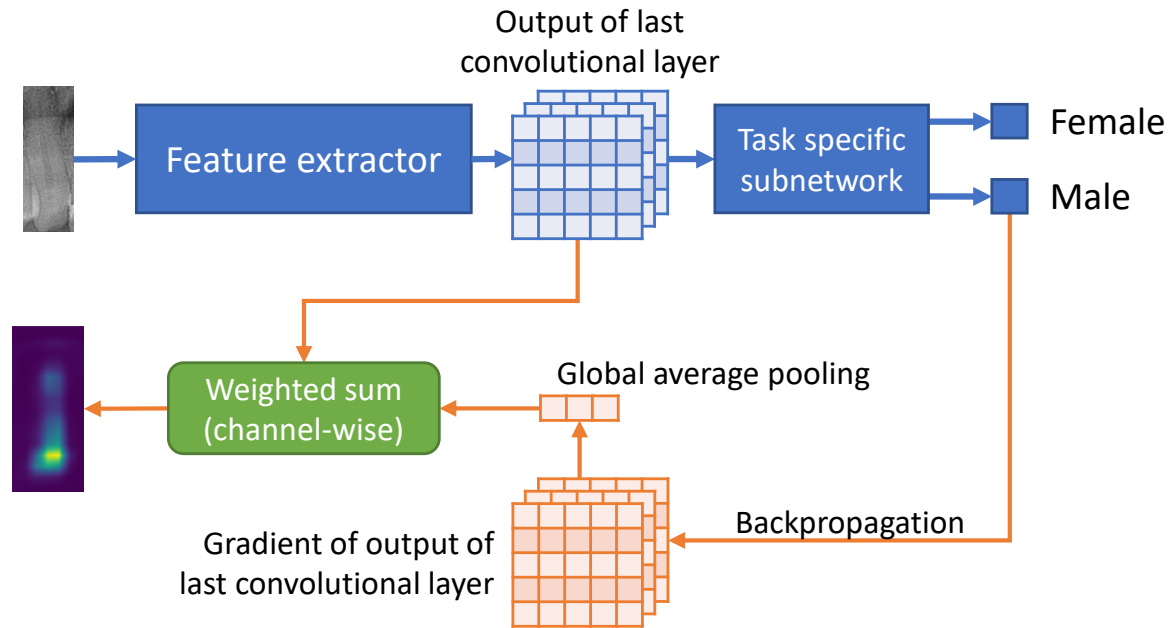 Output of last
convolutional layer
Feature extractor
Task specific
subnetwork
Female
Male
Weighted sum
(channel-wise)
Global average pooling
Gradient of output of
last convolutional layer
Backpropagation